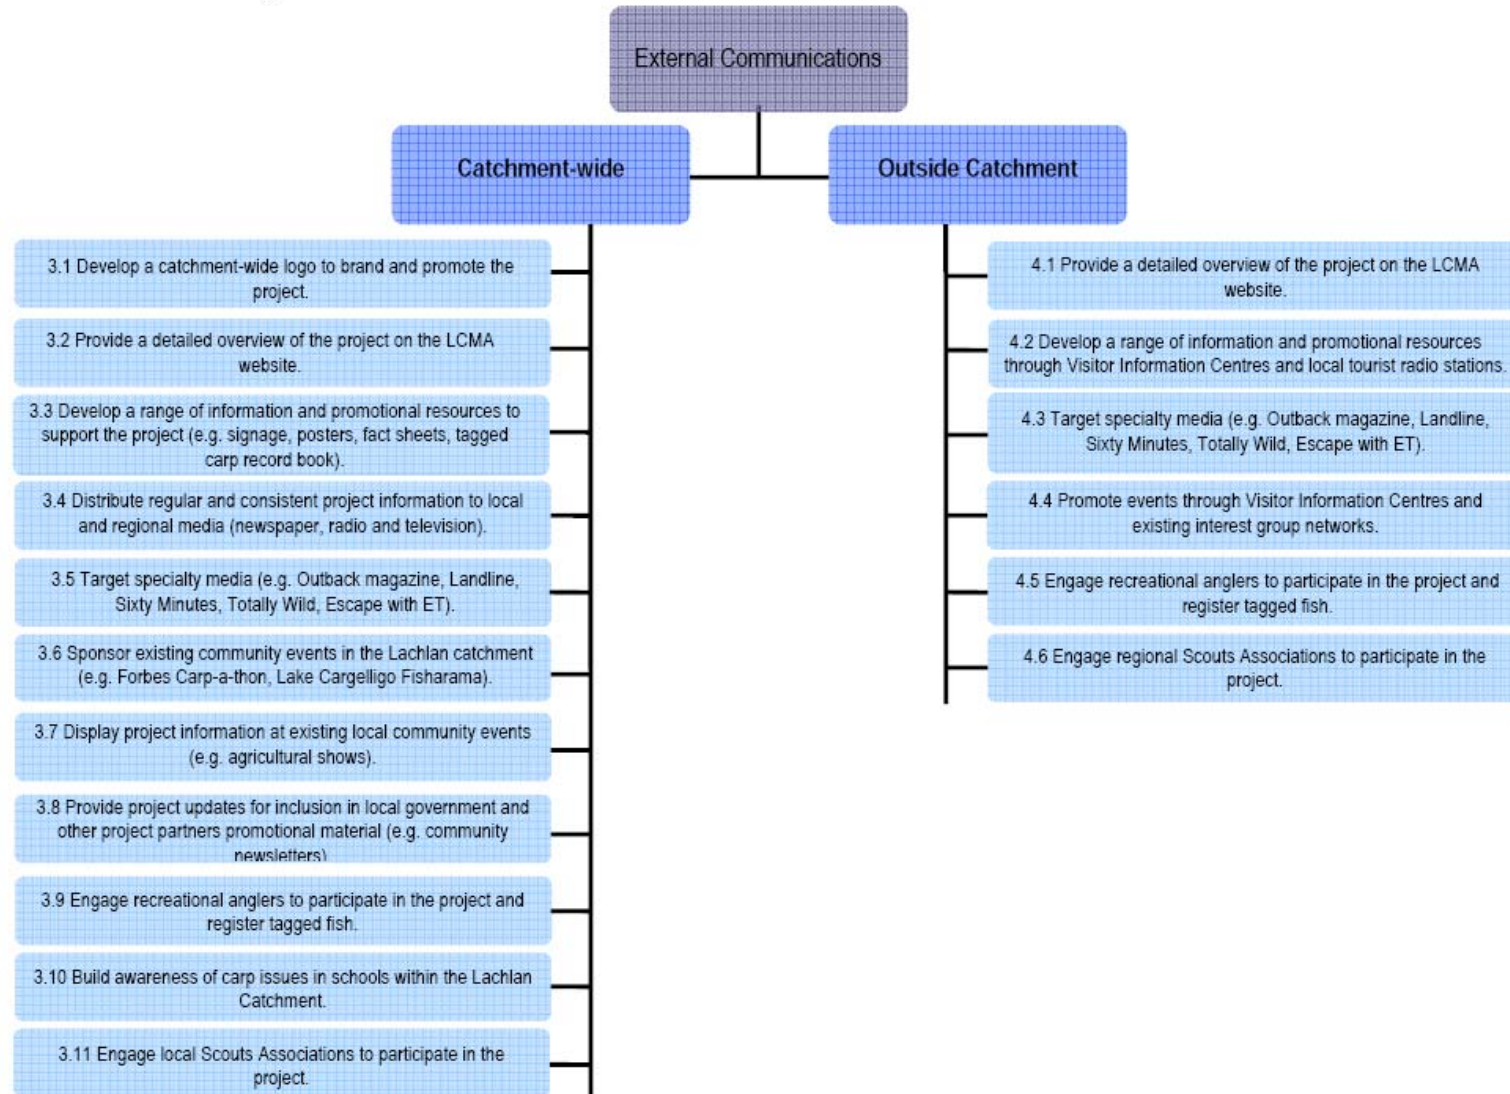 External Communications
Catchment-wide
Outside Catchment
3.1 Develop a catchment-wide logo to brand and promote the
project.
3.2 Provide a detailed overview of the project on the LCMA
website.
3.3 Develop a range of information and promotional resources to
support the project (e.g. signage, posters, fact sheets, tagged
carp record book).
3.4 Distribute regular and consistent project information to local
and regional media (newspaper, radio and television).
3.5 Target specialty media (e.g. Outback magazine, Landline,
Sixty Minutes, Totally Wild, Escape with ET).
3.6 Sponsor existing community events in the Lachlan catchment
(e.g. Forbes Carp-a-thon, Lake Cargelligo Fisharama).
3.7 Display project information at existing local community events
(e.g. agricultural shows).
3.8 Provide project updates for inclusion in local government and
other project partners promotional material (e.g. community
newsletters)
3.9 Engage recreational anglers to participate in the project and
register tagged fish.
3.10 Build awareness of carp issues in schools within the Lachlan
Catchment.
3.11 Engage local Scouts Associations to participate in the
project.
4.1 Provide a detailed overview of the project on the LCMA
website.
4.2 Develop a range of information and promotional resources
through Visitor Information Centres and local tourist radio stations.
4.3 Target specialty media (e.g. Outback magazine, Landline,
Sixty Minutes, Totally Wild, Escape with ET).
4.4 Promote events through Visitor Information Centres and
existing interest group networks.
4.5 Engage recreational anglers to participate in the project and
register tagged fish.
4.6 Engage regional Scouts Associations to participate in the
project.